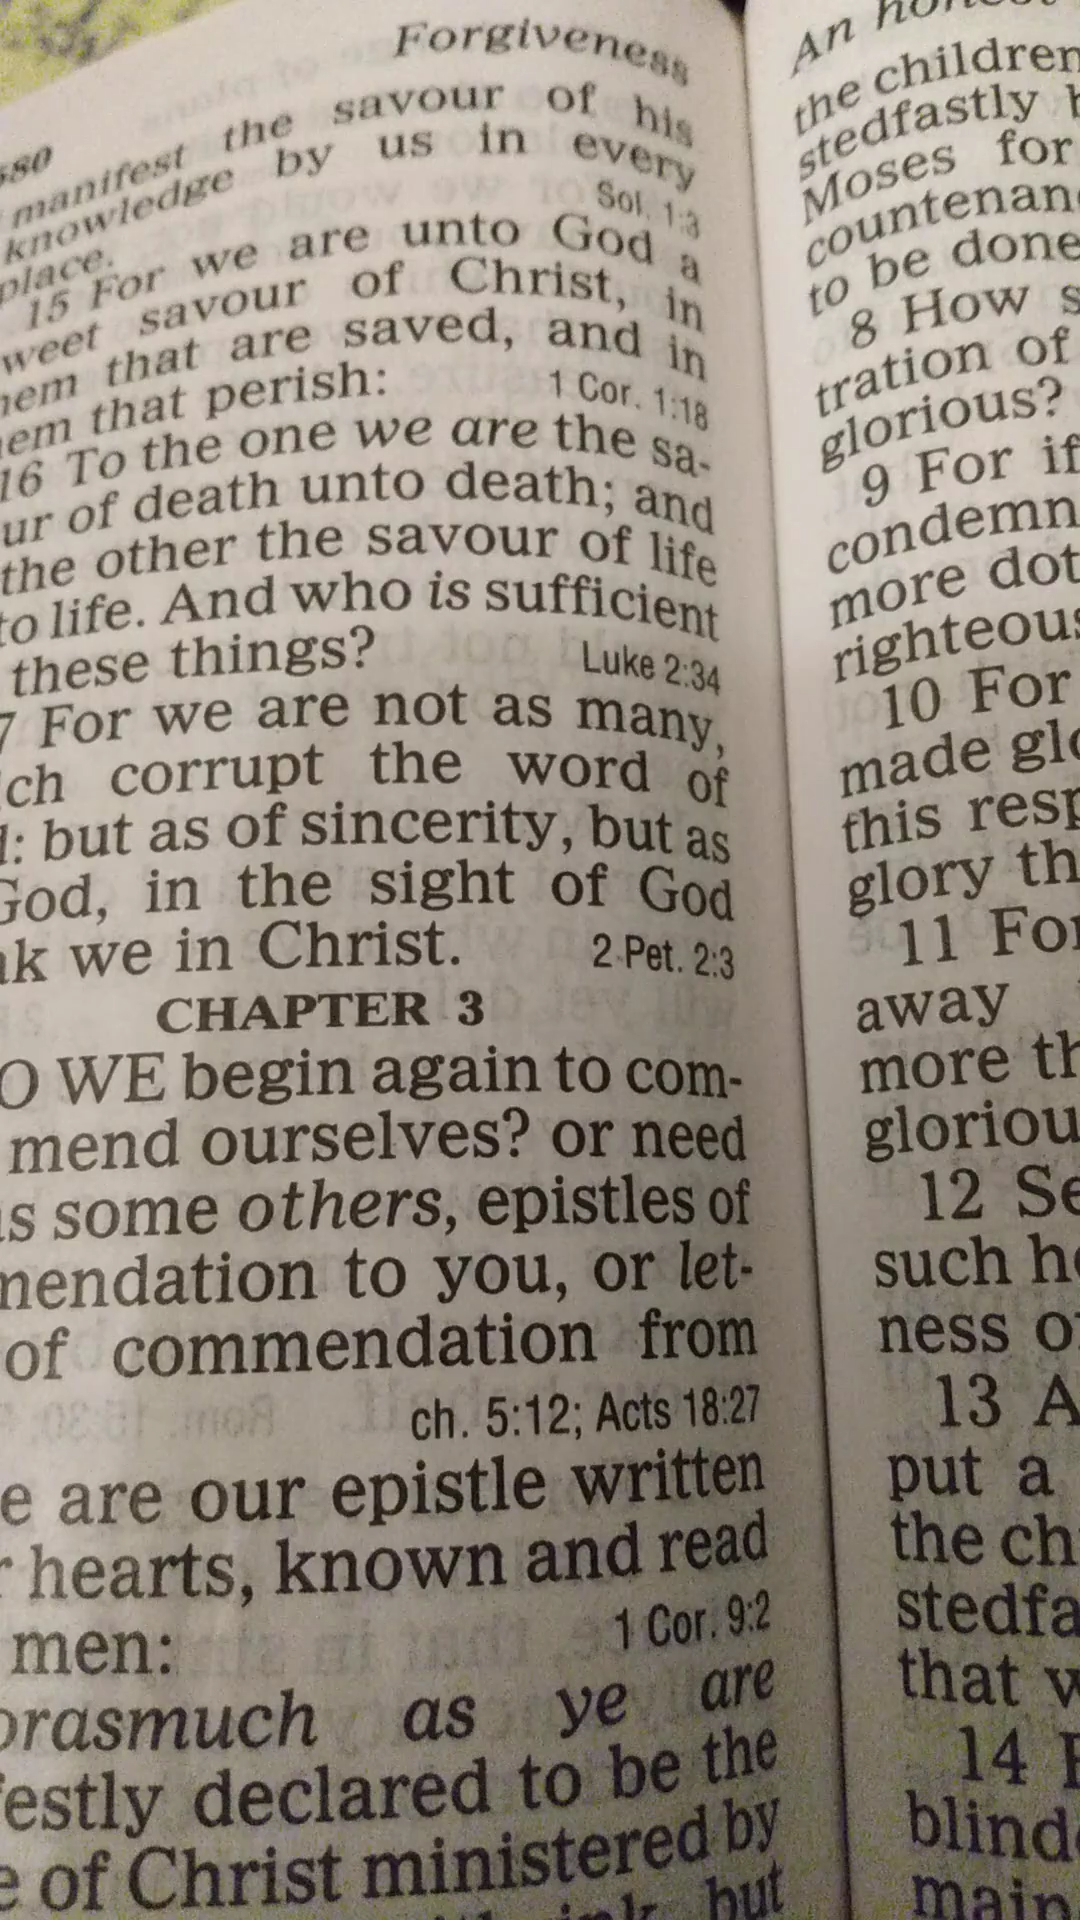 Forgiveness
manifest the savour of his
knowledge by us in every
place.
Sol. 1:3
15 For we are unto God a
weet savour of Christ, in
hem that are saved, and in
hem that perish:
1 Cor. 1:18
16 To the one we are the sa-
ur of death unto death; and
the other the savour of life
to life. And who is sufficient
these things?
Luke 2:34
7 For we are not as many,
ch corrupt the word of
d: but as of sincerity, but as
God, in the sight of God
ak we in Christ.
2 Pet. 2:3
CHAPTER 3
O WE begin again to com-
mend ourselves? or need
as some others, epistles of
mendation to you, or let-
of commendation from
ch. 5:12; Acts 18:27
e are our epistle written
r hearts, known and read
men:
1 Cor. 9:2
orasmuch as ye are
festly declared to be the
e of Christ ministered by
but
An
the children
stedfastly
Moses for
countenanc
to be done
8 How s
tration of
glorious?
9 For if
condemn
more dot
righteous
10 For
made glo
this resp
glory th
11 For
away
more th
gloriou
12 Se
such ho
ness o
13 A
put a
the ch
stedfa
that w
14
blind